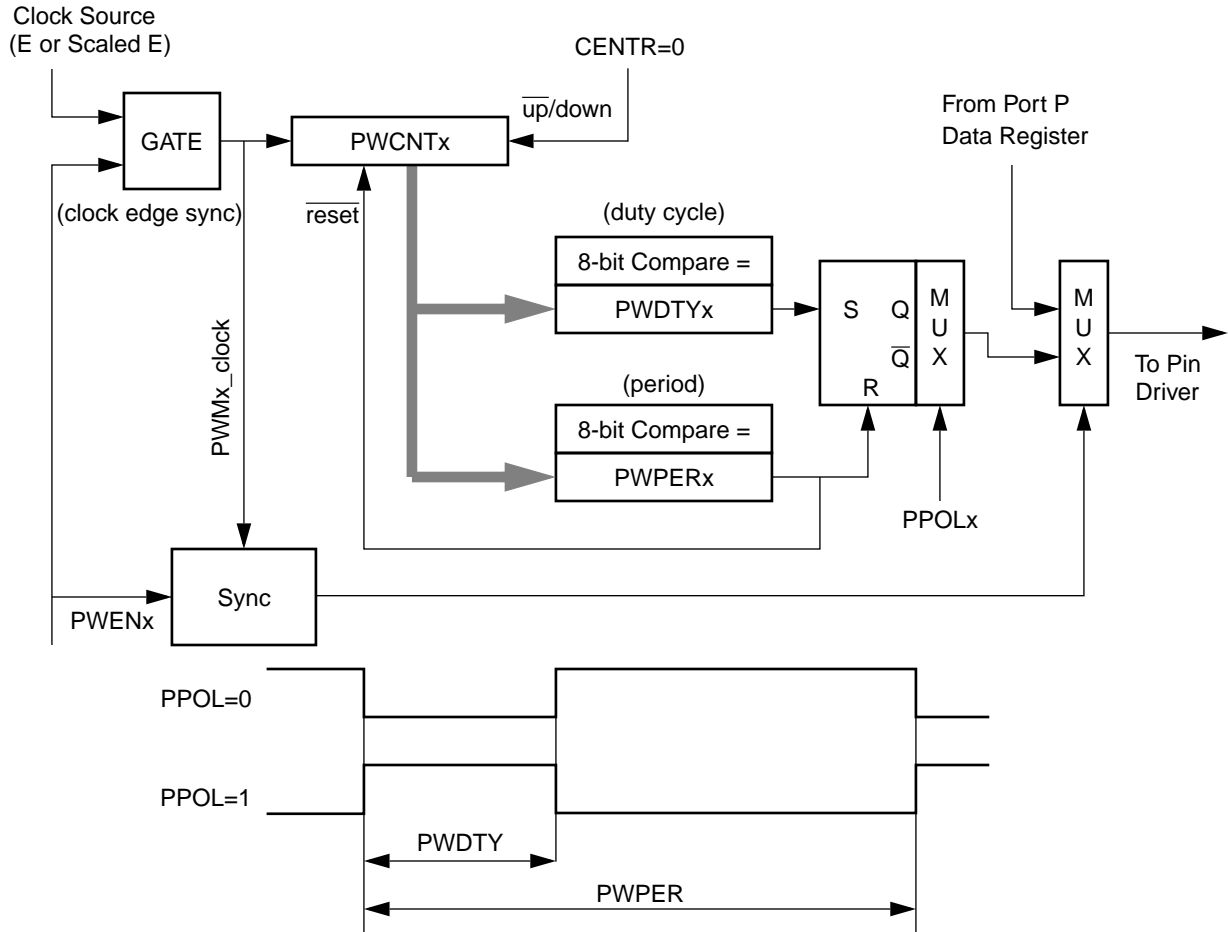 Clock Source
(E or Scaled E)
CENTR=0
u̅p̅/down
From Port P
Data Register
GATE
PWCNTx
(clock edge sync)
r̅e̅s̅e̅t̅
(duty cycle)
8-bit Compare =
PWDTYx
S
Q
Q̅
R
M
U
X
M
U
X
To Pin
Driver
PWMx_clock
(period)
8-bit Compare =
PWPERx
PPOLx
Sync
PWENx
PPOL=0
PPOL=1
PWDTY
PWPER